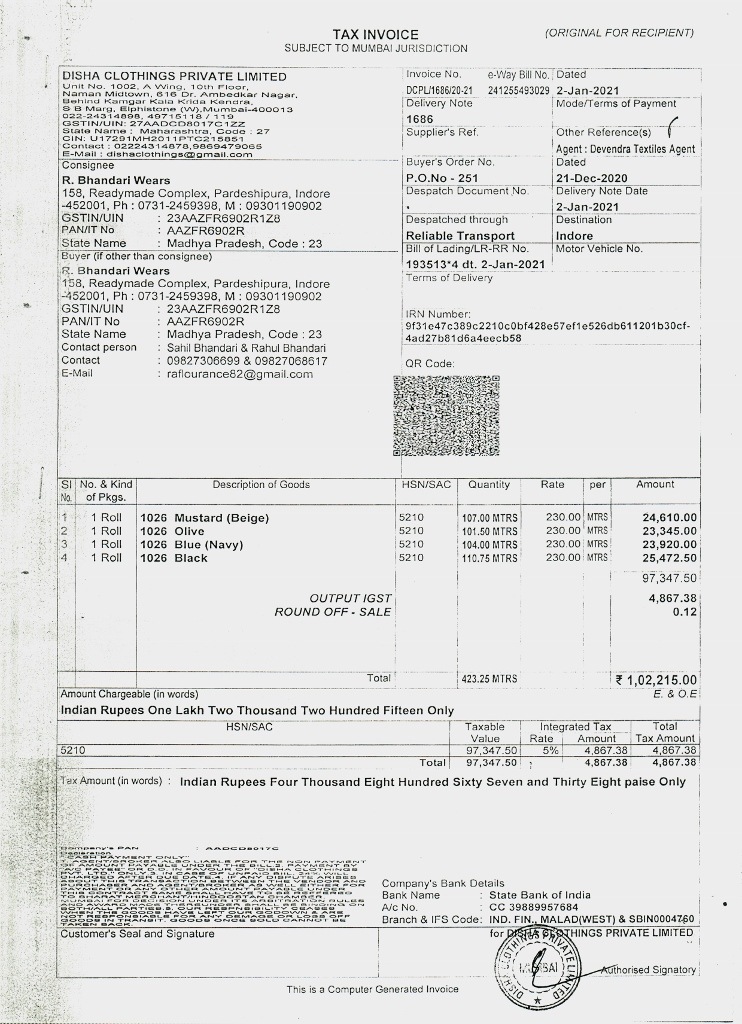 TAX INVOICE
(ORIGINAL FOR RECIPIENT)
SUBJECT TO MUMBAI JURISDICTION
DISHA CLOTHINGS PRIVATE LIMITED
Unit No. 1002, A Wing, 10th Floor,
Naman Midtown, 616 Dr. Ambedkar Nagar,
Behind Kamgar Kala Krida Kendra,
S B Marg, Elphistone (W),Mumbai-400013
022-24314898, 49715118 / 119
GSTIN/UIN: 27AADCD8017C1ZZ
State Name : Maharashtra, Code : 27
CIN: U17291MH2011PTC215851
Contact : 02224314878,9869479065
E-Mail : dishaclothings@gmail.com
Invoice No. e-Way Bill No. Dated
DCPL/1686/20-21 241255493029 2-Jan-2021
Delivery Note Mode/Terms of Payment
1686
Supplier's Ref. Other Reference(s)
Agent : Devendra Textiles Agent
Buyer's Order No. Dated
P.O.No - 251 21-Dec-2020
Despatch Document No. Delivery Note Date
. 2-Jan-2021
Despatched through Destination
Reliable Transport Indore
Bill of Lading/LR-RR No. Motor Vehicle No.
193513*4 dt. 2-Jan-2021
Terms of Delivery
IRN Number:
9f31e47c389c2210c0bf428e57ef1e526db611201b30cf-
4ad27b81d6a4eecb58
QR Code:
Consignee
R. Bhandari Wears
158, Readymade Complex, Pardeshipura, Indore
-452001, Ph : 0731-2459398, M : 09301190902
GSTIN/UIN : 23AAZFR6902R1Z8
PAN/IT No : AAZFR6902R
State Name : Madhya Pradesh, Code : 23
Buyer (if other than consignee)
R. Bhandari Wears
158, Readymade Complex, Pardeshipura, Indore
-452001, Ph : 0731-2459398, M : 09301190902
GSTIN/UIN : 23AAZFR6902R1Z8
PAN/IT No : AAZFR6902R
State Name : Madhya Pradesh, Code : 23
Contact person : Sahil Bhandari & Rahul Bhandari
Contact : 09827306699 & 09827068617
E-Mail : raflcurance82@gmail.com
Sl No. No. & Kind of Pkgs. Description of Goods HSN/SAC Quantity Rate per Amount
1 1 Roll 1026 Mustard (Beige) 5210 107.00 MTRS 230.00 MTRS 24,610.00
2 1 Roll 1026 Olive 5210 101.50 MTRS 230.00 MTRS 23,345.00
3 1 Roll 1026 Blue (Navy) 5210 104.00 MTRS 230.00 MTRS 23,920.00
4 1 Roll 1026 Black 5210 110.75 MTRS 230.00 MTRS 25,472.50
97,347.50
OUTPUT IGST 4,867.38
ROUND OFF - SALE 0.12
Total 423.25 MTRS ₹ 1,02,215.00
Amount Chargeable (in words) E. & O.E
Indian Rupees One Lakh Two Thousand Two Hundred Fifteen Only
HSN/SAC Taxable Value Integrated Tax Rate Amount Total Tax Amount
5210 97,347.50 5% 4,867.38 4,867.38
Total 97,347.50 4,867.38 4,867.38
Tax Amount (in words) : Indian Rupees Four Thousand Eight Hundred Sixty Seven and Thirty Eight paise Only
Company's PAN : AADCD8017C
Declaration
Company's Bank Details
Bank Name : State Bank of India
A/c No. : CC 39889957684
Branch & IFS Code: IND. FIN., MALAD(WEST) & SBIN0004760
Customer's Seal and Signature
for DISHA CLOTHINGS PRIVATE LIMITED
DISHA CLOTHINGS PRIVATE LIMITED
Authorised Signatory
This is a Computer Generated Invoice